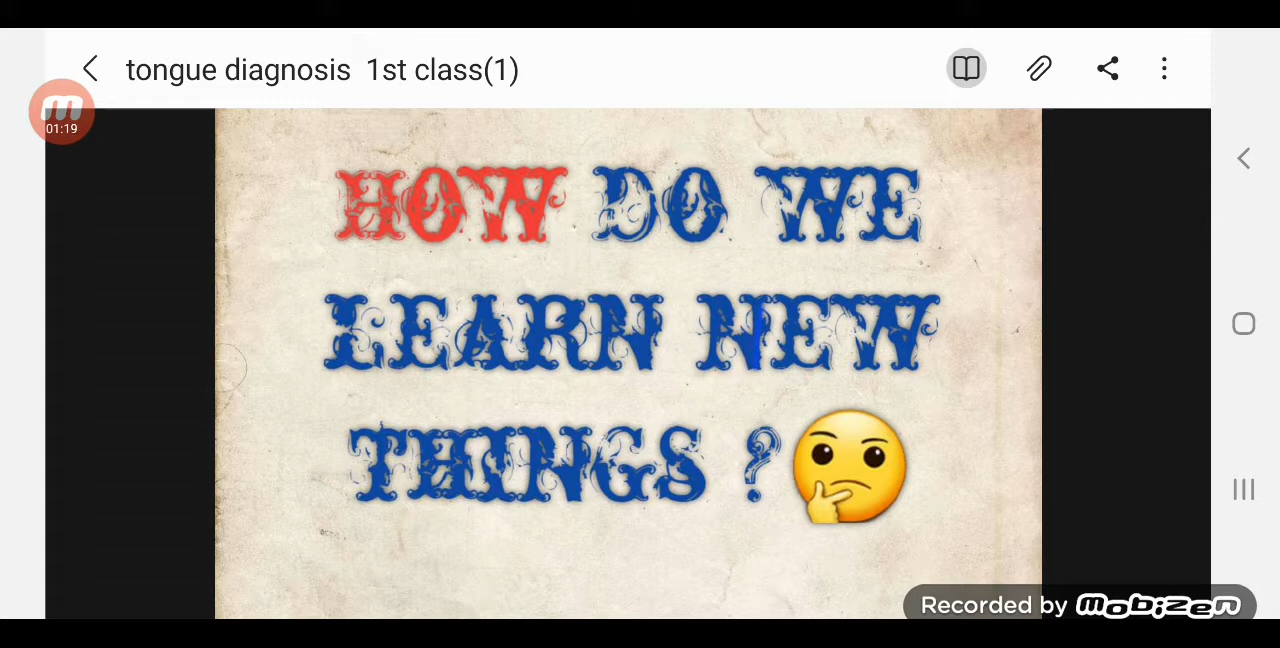 tongue diagnosis 1st class(1)
m
01:19
HOW DO WE
LEARN NEW
THINGS ?
Recorded by MOBIZEN